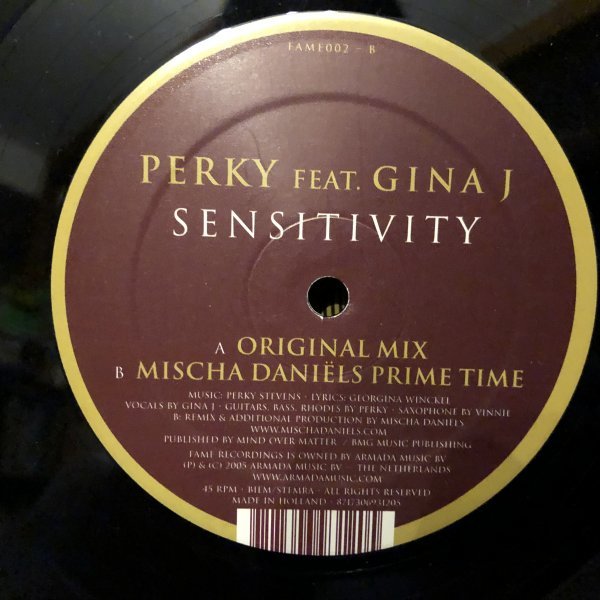 FAME002 - B
PERKY FEAT. GINA J
SENSITIVITY
A ORIGINAL MIX
B MISCHA DANIËLS PRIME TIME
MUSIC: PERKY STEVENS · LYRICS: GEORGINA WINCKEL
VOCALS BY GINA J · GUITARS, BASS, RHODES BY PERKY · SAXOPHONE BY VINNIE
B: REMIX & ADDITIONAL PRODUCTION BY MISCHA DANIELS
WWW.MISCHADANIELS.COM
PUBLISHED BY MIND OVER MATTER / BMG MUSIC PUBLISHING
FAME RECORDINGS IS OWNED BY ARMADA MUSIC BV
(P) & (C) 2005 ARMADA MUSIC BV - THE NETHERLANDS
WWW.ARMADAMUSIC.COM
45 RPM · BIEM/STEMRA - ALL RIGHTS RESERVED
MADE IN HOLLAND · 8717306931205